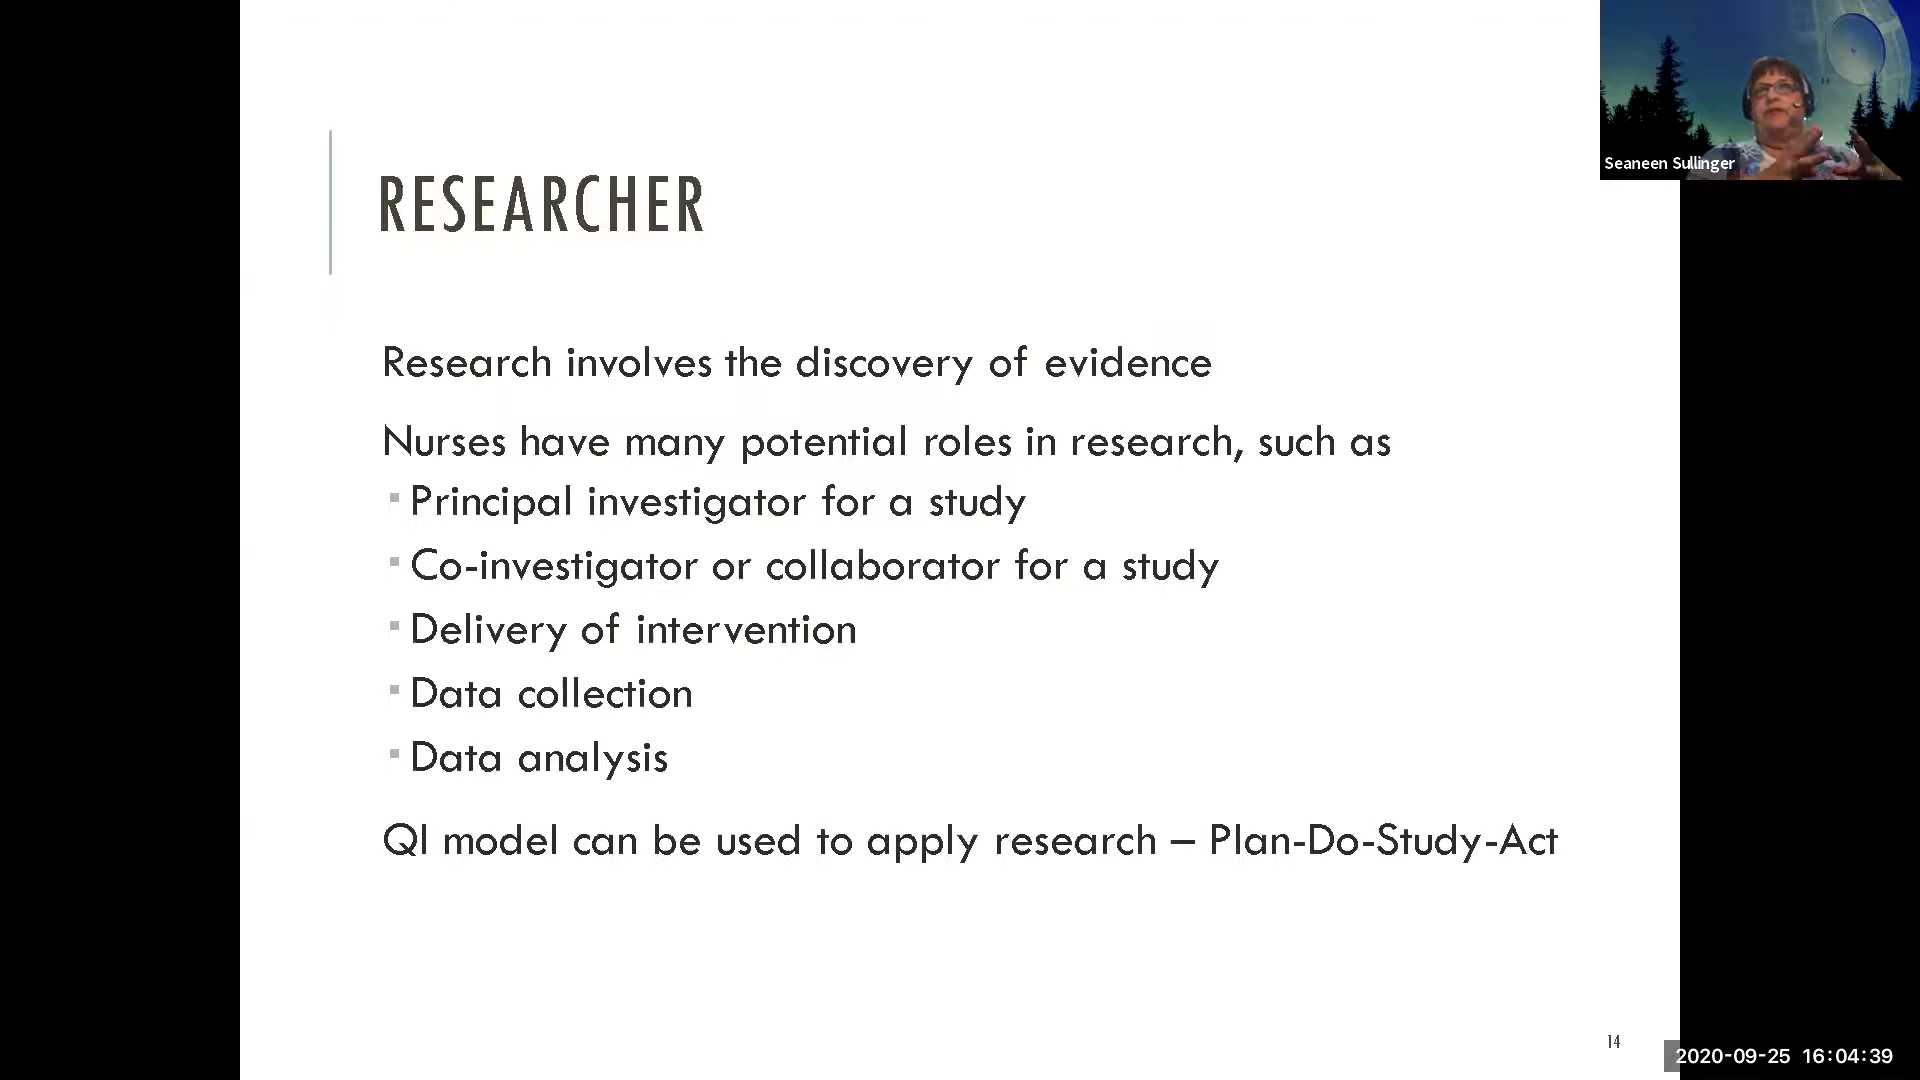 Seaneen Sullinger
RESEARCHER
Research involves the discovery of evidence
Nurses have many potential roles in research, such as
Principal investigator for a study
Co-investigator or collaborator for a study
Delivery of intervention
Data collection
Data analysis
QI model can be used to apply research – Plan-Do-Study-Act
14
2020-09-25 16:04:39